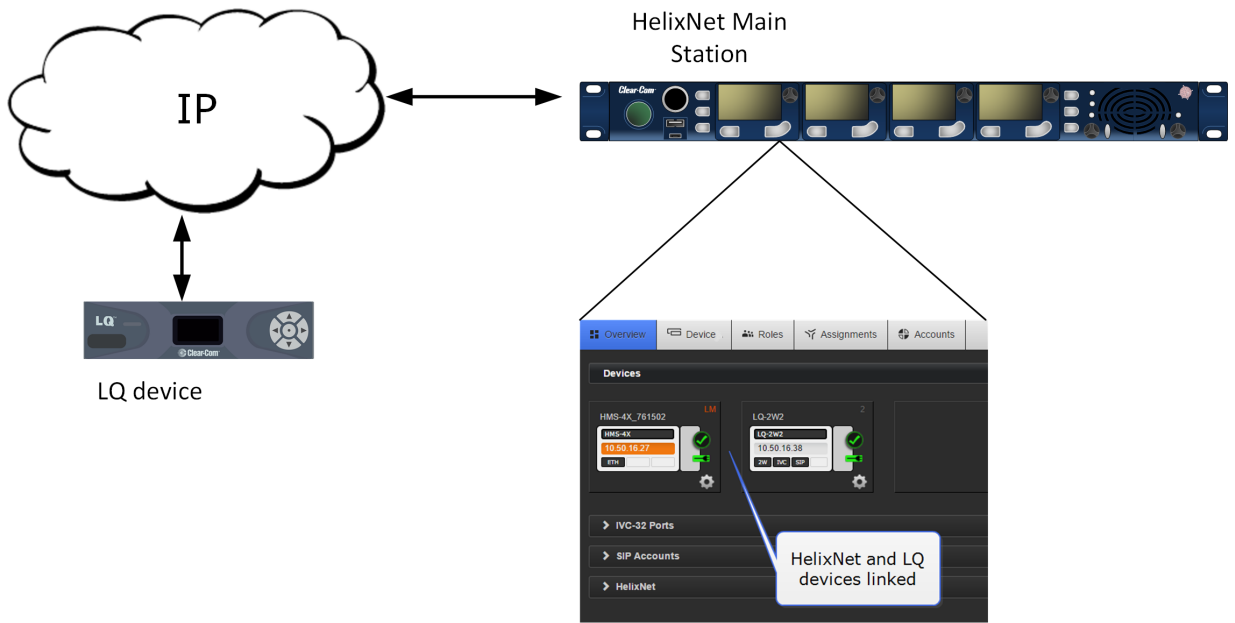 HelixNet Main
Station
IP
Clear-Com
LQ
Clear-Com
LQ device
Overview Device Roles Assignments Accounts
Devices
HMS-4X_761502 LM
HMS-4X
10.50.16.27
ETH
LQ-2W2 2
LQ-2W2
10.50.16.38
2W IVC SIP
IVC-32 Ports
SIP Accounts
HelixNet
HelixNet and LQ
devices linked